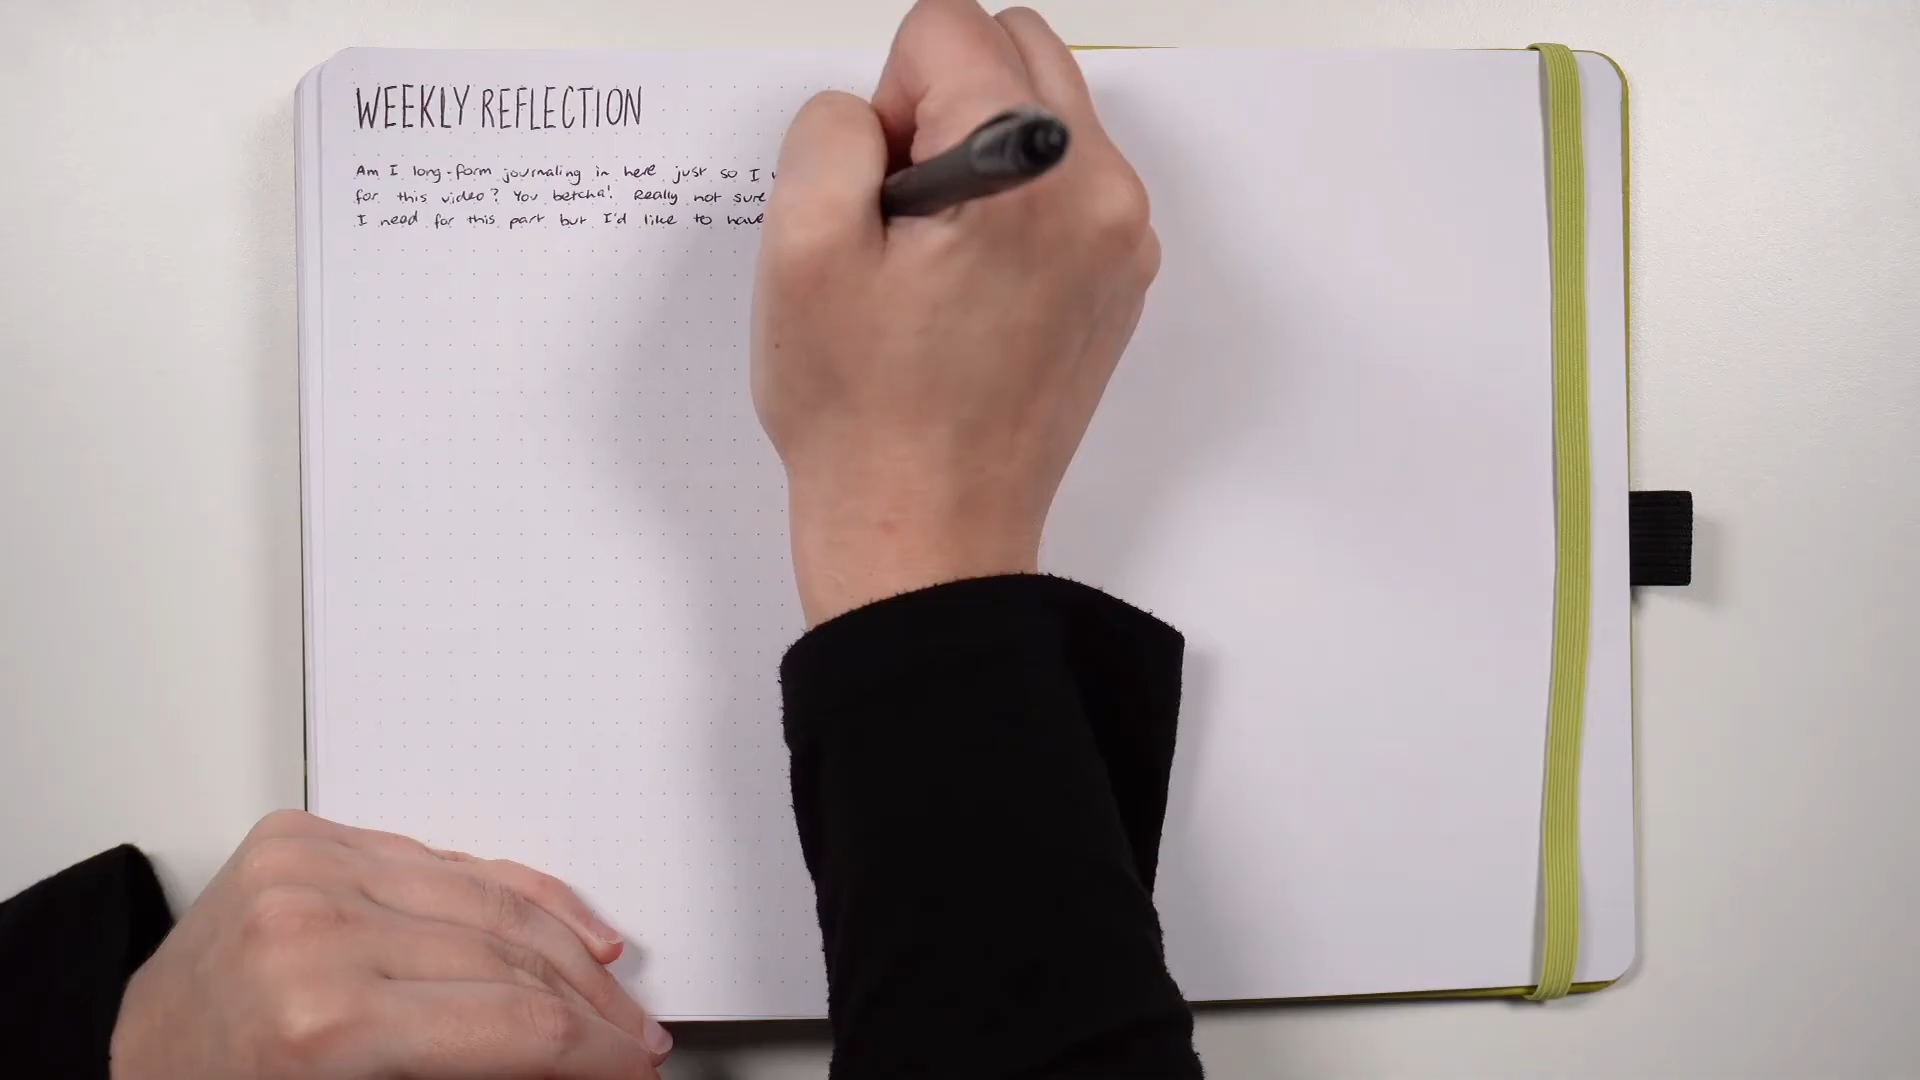 WEEKLY REFLECTION
Am I long-form journaling in here just so I
for this video? You betcha! Really not sure
I need for this part but I'd like to have